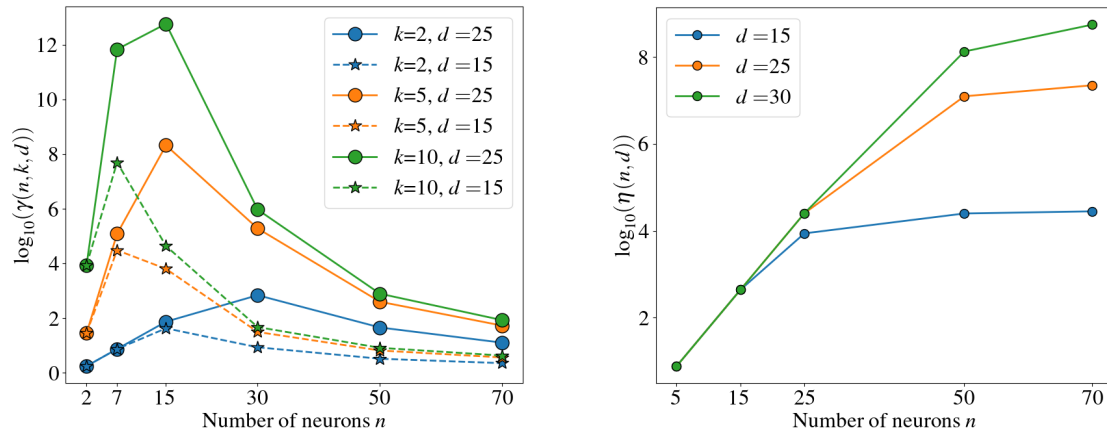 log₁₀(γ(n, k, d))
12
10
8
6
4
2
0
k=2, d =25
k=2, d =15
k=5, d =25
k=5, d =15
k=10, d =25
k=10, d =15
2 7 15 30 50 70
Number of neurons n
log₁₀(η(n, d))
8
6
4
2
d =15
d =25
d =30
5 15 25 50 70
Number of neurons n